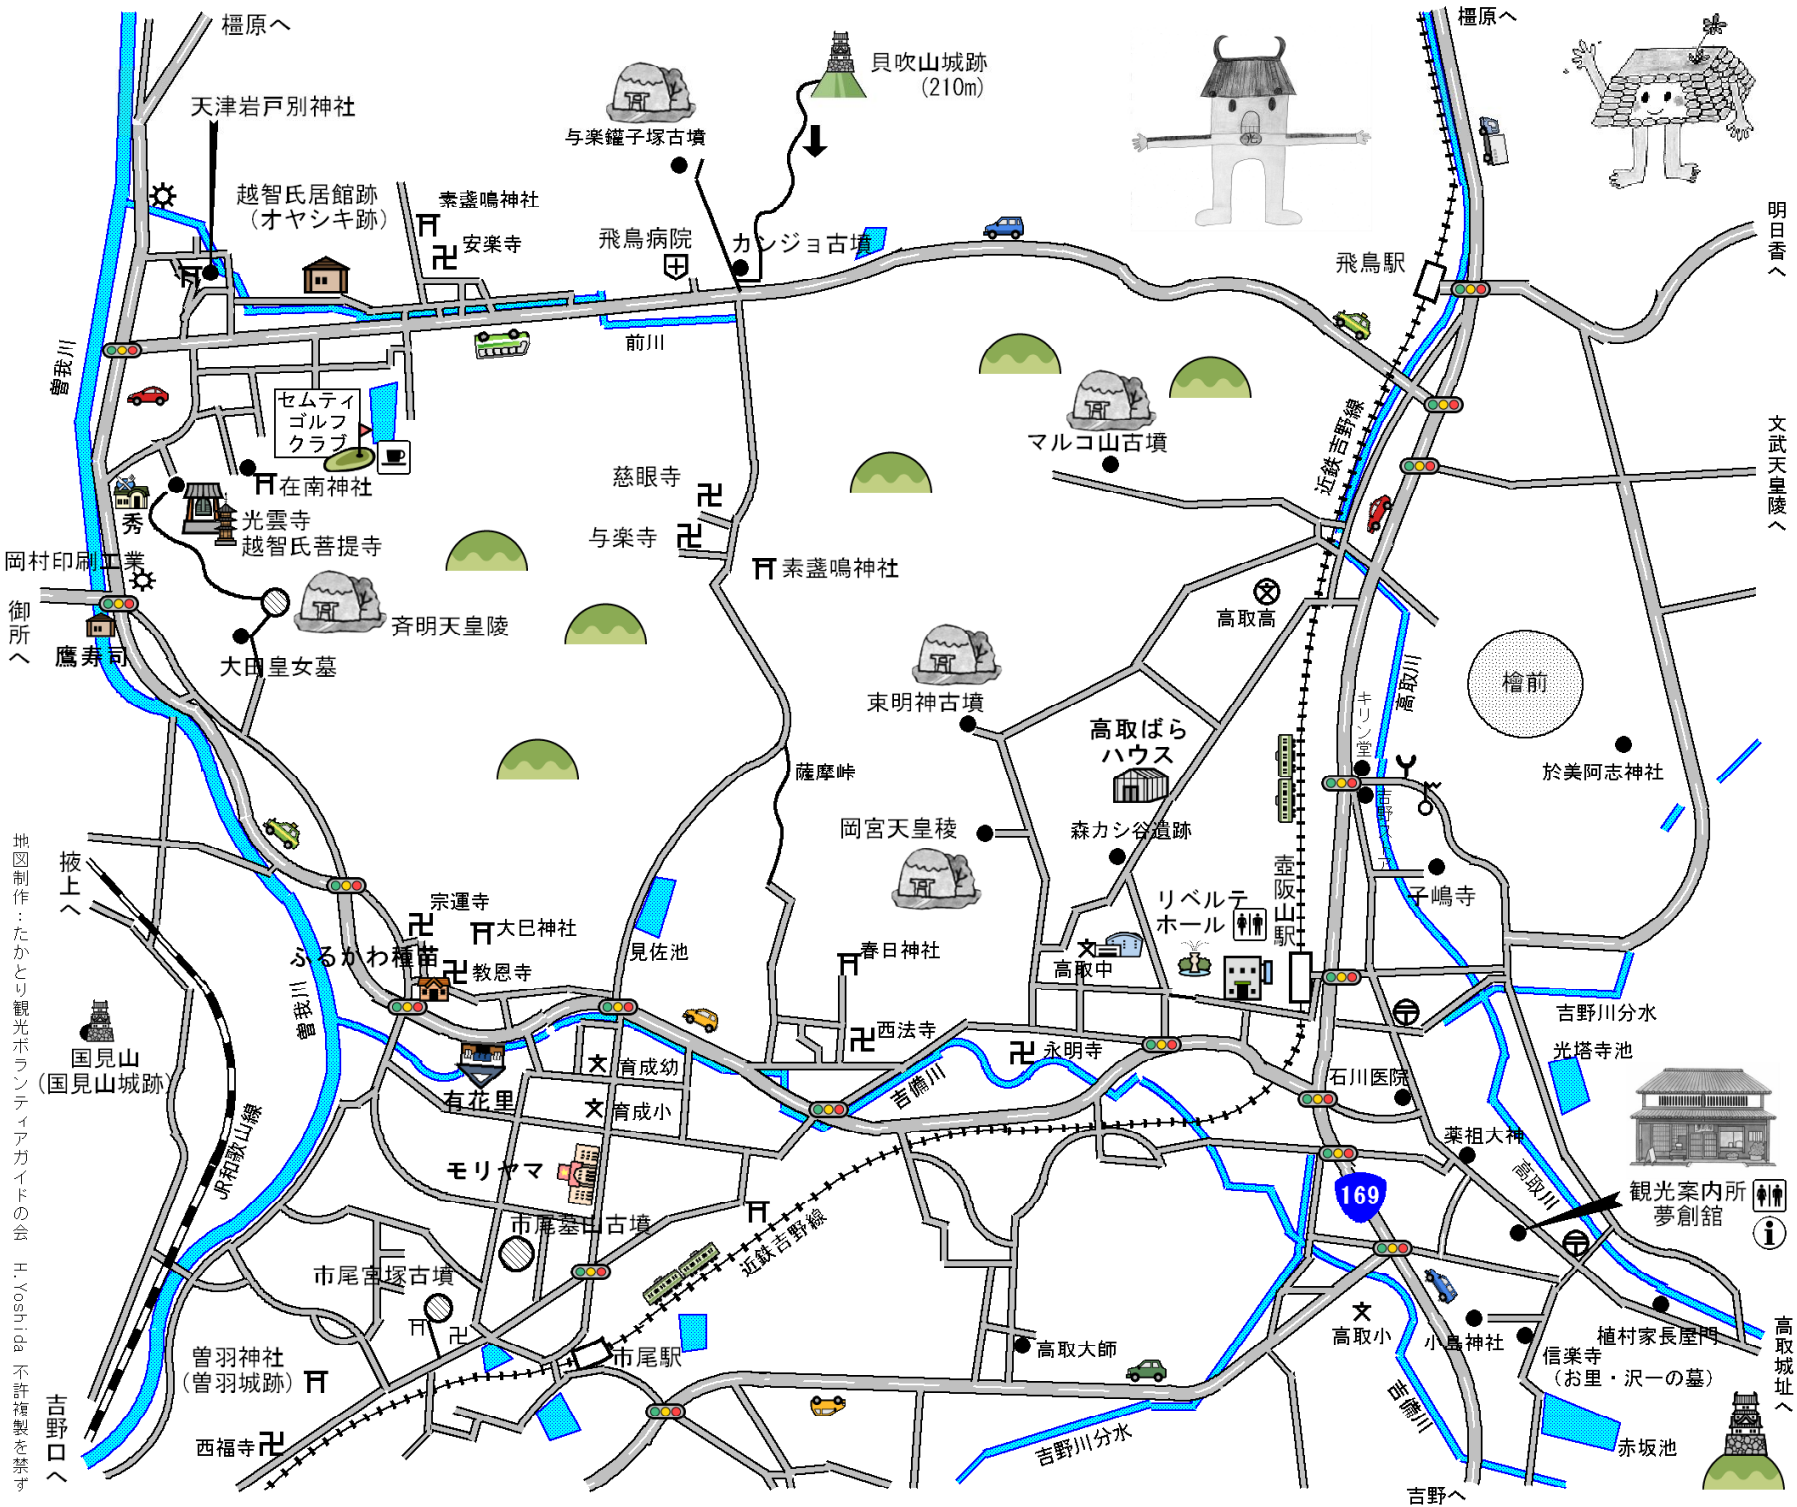 橿原へ
橿原へ
天津岩戸別神社
貝吹山城跡
(210m)
与楽鑵子塚古墳
越智氏居館跡
（オヤシキ跡）
素盞鳴神社
安楽寺
飛鳥病院
カンジョ古墳
飛鳥駅
明日香へ
前川
曽我川
セムティ
ゴルフ
クラブ
近鉄吉野線
マルコ山古墳
文武天皇陵へ
慈眼寺
在南神社
秀
光雲寺
越智氏菩提寺
与楽寺
素盞鳴神社
岡村印刷工業
御所へ
鷹寿司
斉明天皇陵
大田皇女墓
高取高
束明神古墳
高取川
檜前
キリン堂
高取ばら
ハウス
於美阿志神社
薩摩峠
岡宮天皇稜
森カシ谷遺跡
子嶋寺
壺阪山駅
リベルテ
ホール
掖上へ
宗運寺
大巳神社
ふるかわ種苗
教恩寺
見佐池
春日神社
高取中
曽我川
国見山
(国見山城跡)
西法寺
永明寺
吉野川分水
光塔寺池
育成幼
有花里
育成小
吉備川
石川医院
薬祖大神
JR和歌山線
モリヤマ
市尾墓山古墳
近鉄吉野線
169
高取川
観光案内所
夢創舘
市尾宮塚古墳
曽羽神社
(曽羽城跡)
市尾駅
高取大師
高取小
小島神社
植村家長屋門
信楽寺
(お里・沢一の墓)
高取城址へ
吉野口へ
西福寺
吉野川分水
吉備川
赤坂池
吉野へ
地図制作：たかとり観光ボランティアガイドの会　H.Yoshida 不許複製を禁ず